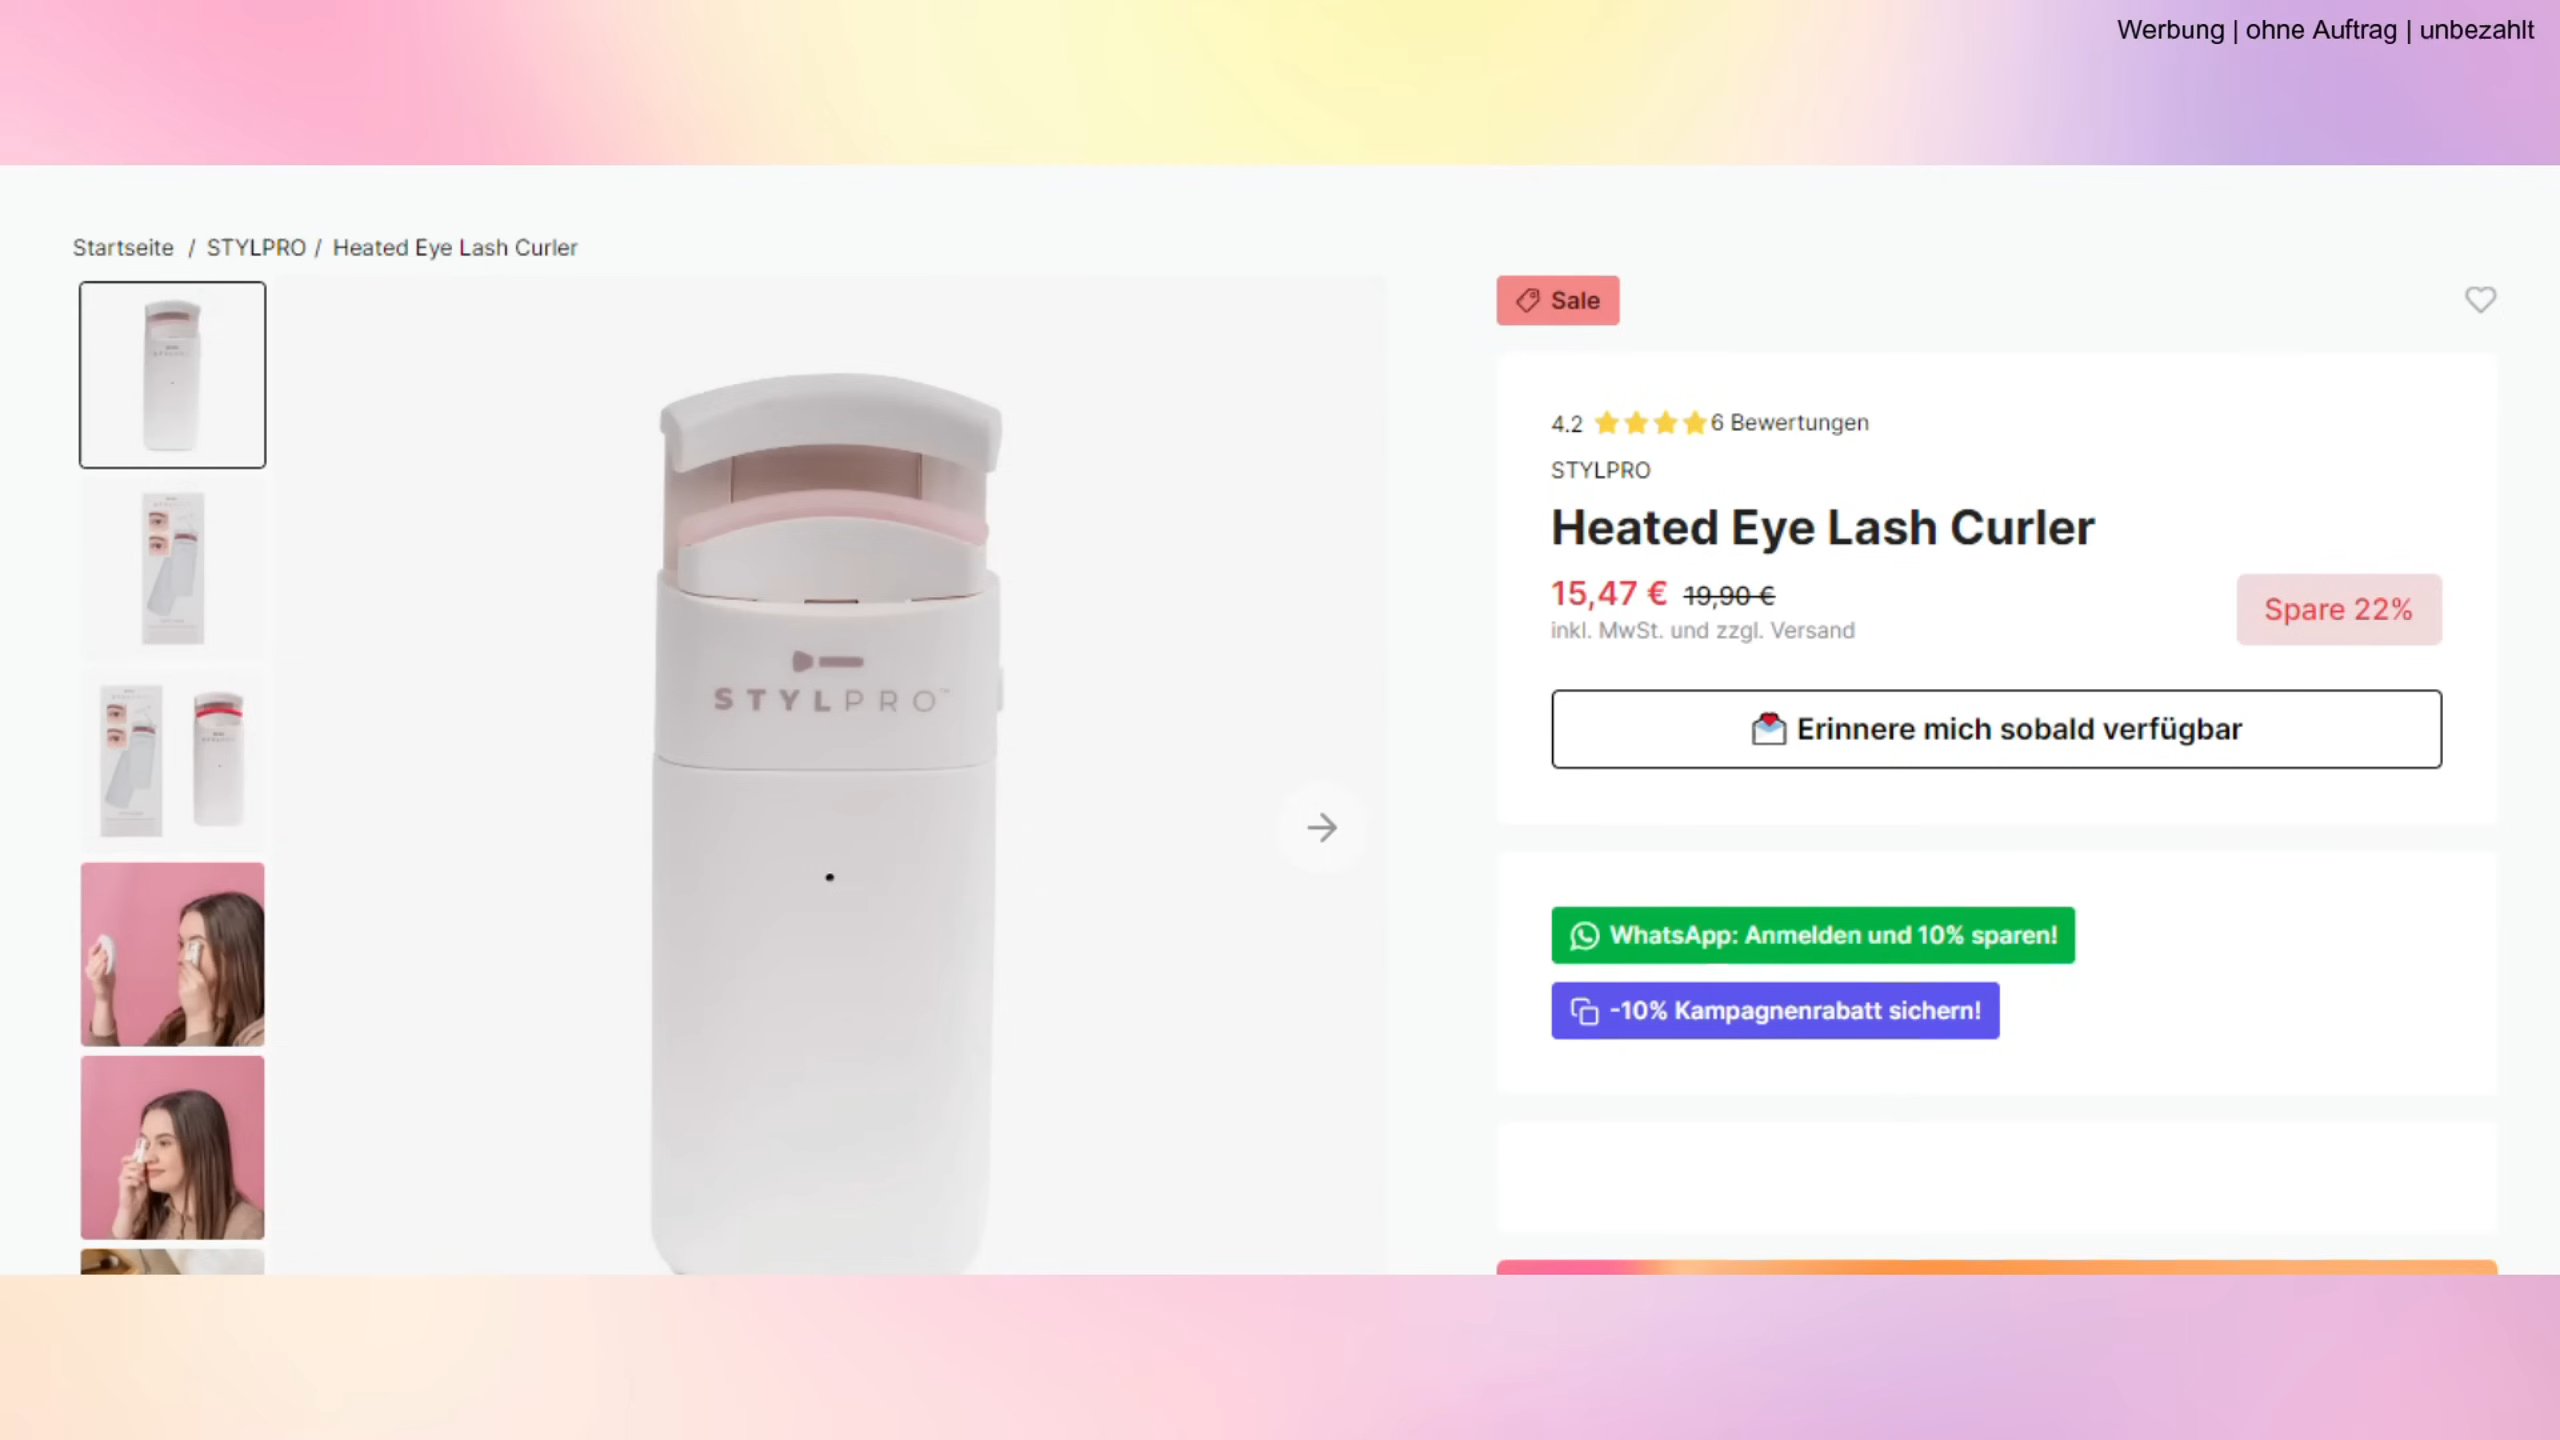 Werbung | ohne Auftrag | unbezahlt
Startseite / STYLPRO / Heated Eye Lash Curler
Sale
4.2 6 Bewertungen
STYLPRO
Heated Eye Lash Curler
15,47 € 19,90 €
inkl. MwSt. und zzgl. Versand
Spare 22%
Erinnere mich sobald verfügbar
STYLPRO™
WhatsApp: Anmelden und 10% sparen!
-10% Kampagnenrabatt sichern!